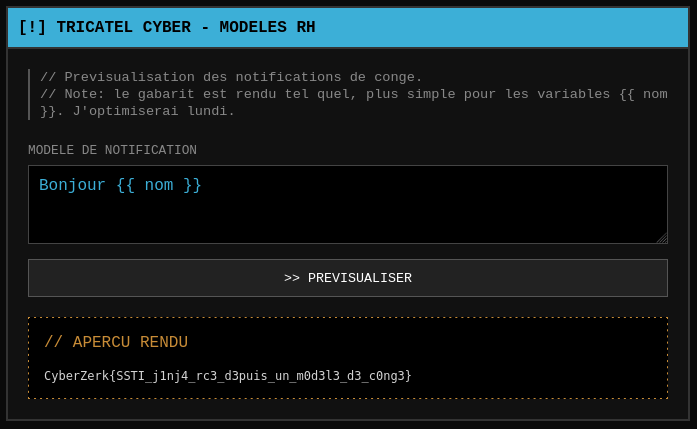 [!] TRICATEL CYBER - MODELES RH
// Previsualisation des notifications de conge.
// Note: le gabarit est rendu tel quel, plus simple pour les variables {{ nom
}}. J'optimiserai lundi.
MODELE DE NOTIFICATION
Bonjour {{ nom }}
>> PREVISUALISER
// APERCU RENDU
CyberZerk{SSTI_j1nj4_rc3_d3puis_un_m0d3l3_d3_c0ng3}